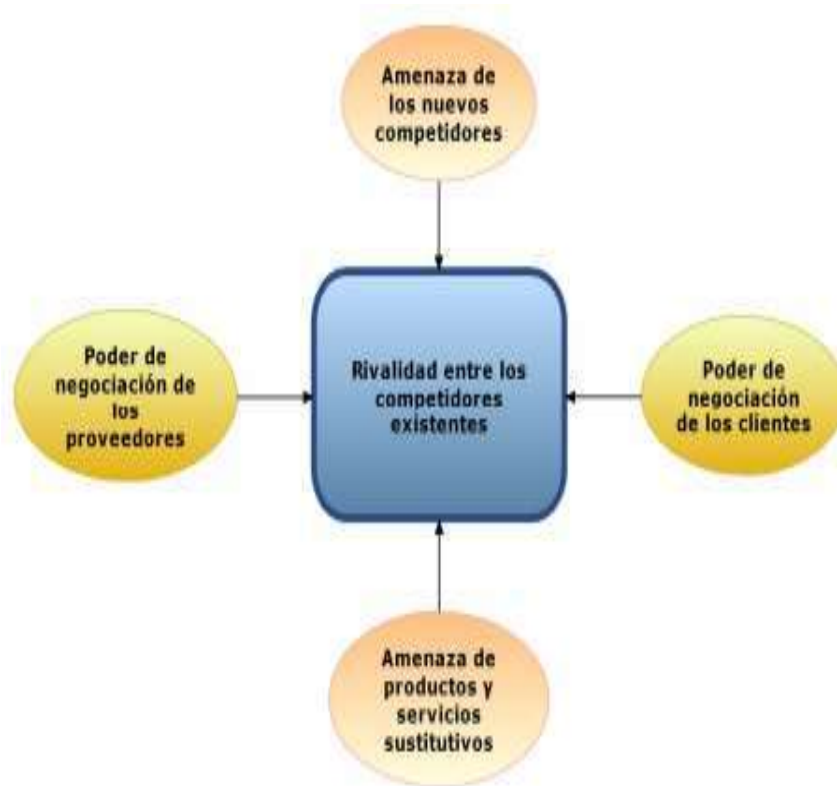 Amenaza de
los nuevos
competidores
Poder de
negociación de
los
proveedores
Rivalidad entre los
competidores
existentes
Poder de
negociación
de los clientes
Amenaza de
productos y
servicios
sustitutivos